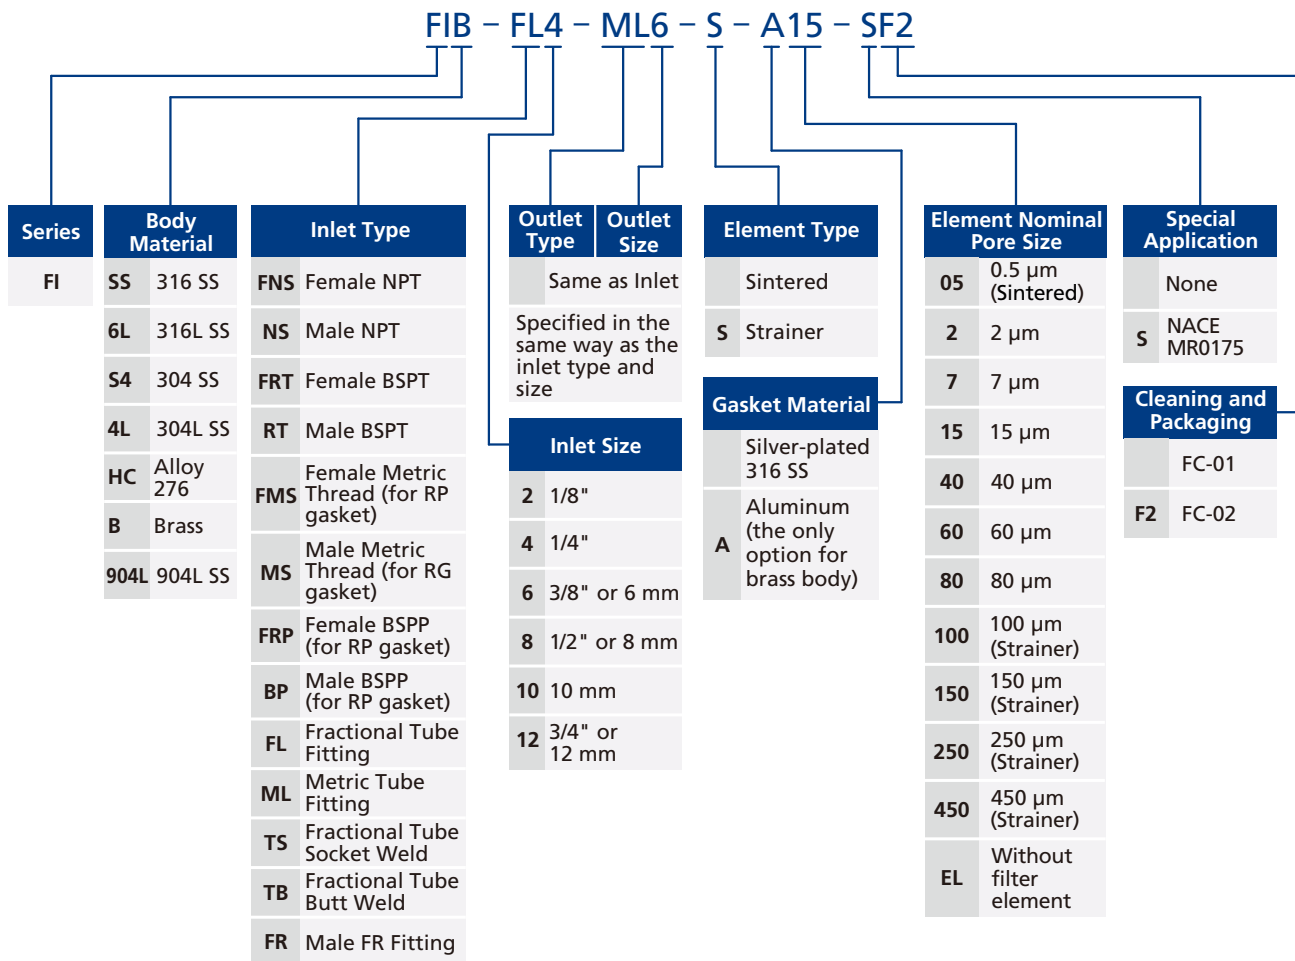 FIB – FL4 – ML6 – S – A15 – SF2
Series
FI
Body
Material
SS 316 SS
6L 316L SS
S4 304 SS
4L 304L SS
HC Alloy
276
B Brass
904L 904L SS
Inlet Type
FNS Female NPT
NS Male NPT
FRT Female BSPT
RT Male BSPT
FMS Female Metric
Thread (for RP
gasket)
MS Male Metric
Thread (for RG
gasket)
FRP Female BSPP
(for RP gasket)
BP Male BSPP
(for RP gasket)
FL Fractional Tube
Fitting
ML Metric Tube
Fitting
TS Fractional Tube
Socket Weld
TB Fractional Tube
Butt Weld
FR Male FR Fitting
Outlet
Type
Outlet
Size
Same as Inlet
Specified in the
same way as the
inlet type and
size
Inlet Size
2 1/8"
4 1/4"
6 3/8" or 6 mm
8 1/2" or 8 mm
10 10 mm
12 3/4" or
12 mm
Element Type
Sintered
S Strainer
Gasket Material
Silver-plated
316 SS
A Aluminum
(the only
option for
brass body)
Element Nominal
Pore Size
05 0.5 µm
(Sintered)
2 2 µm
7 7 µm
15 15 µm
40 40 µm
60 60 µm
80 80 µm
100 100 µm
(Strainer)
150 150 µm
(Strainer)
250 250 µm
(Strainer)
450 450 µm
(Strainer)
EL Without
filter
element
Special
Application
None
S NACE
MR0175
Cleaning and
Packaging
FC-01
F2 FC-02